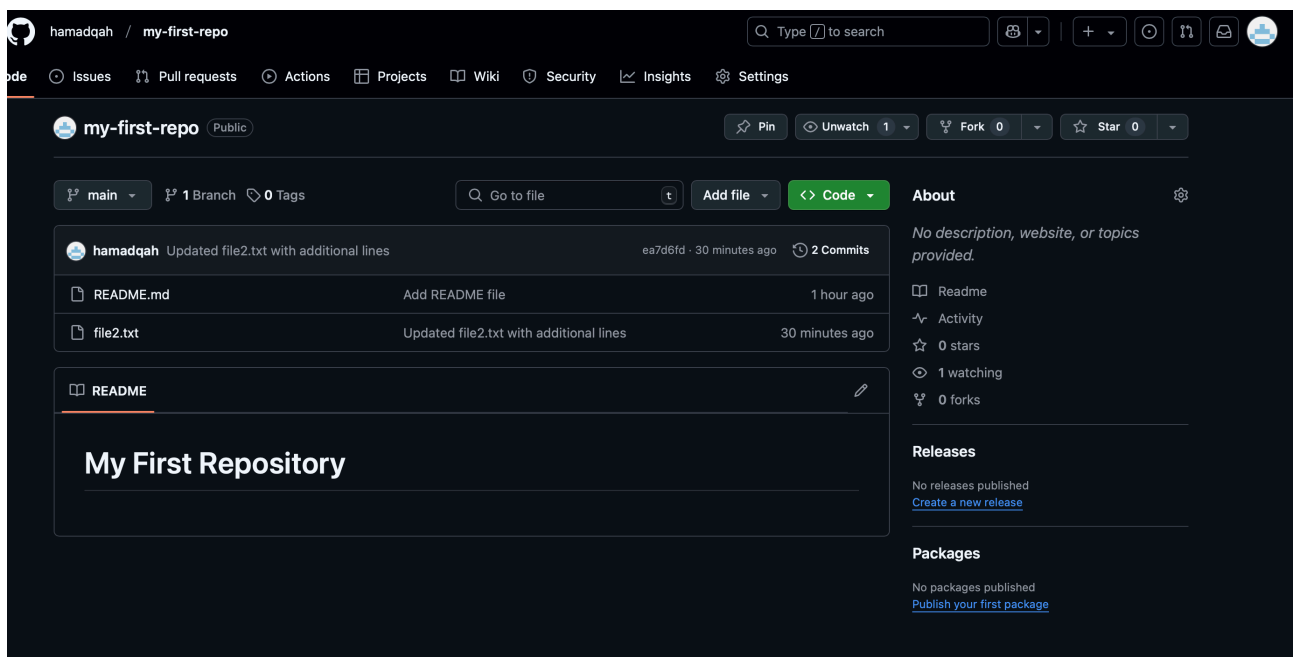 hamadqah / my-first-repo
Type / to search
ode Issues Pull requests Actions Projects Wiki Security Insights Settings
my-first-repo Public
Pin Unwatch 1 Fork 0 Star 0
main 1 Branch 0 Tags Go to file t Add file <> Code
hamadqah Updated file2.txt with additional lines ea7d6fd · 30 minutes ago 2 Commits
README.md Add README file 1 hour ago
file2.txt Updated file2.txt with additional lines 30 minutes ago
README
My First Repository
About
No description, website, or topics
provided.
Readme
Activity
0 stars
1 watching
0 forks
Releases
No releases published
Create a new release
Packages
No packages published
Publish your first package